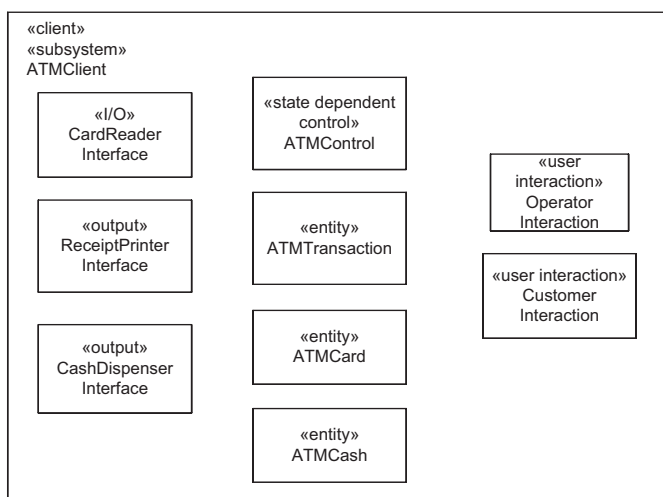 «client»
«subsystem»
ATMClient
«I/O»
CardReader
Interface
«output»
ReceiptPrinter
Interface
«output»
CashDispenser
Interface
«state dependent
control»
ATMControl
«entity»
ATMTransaction
«entity»
ATMCard
«entity»
ATMCash
«user
interaction»
Operator
Interaction
«user interaction»
Customer
Interaction